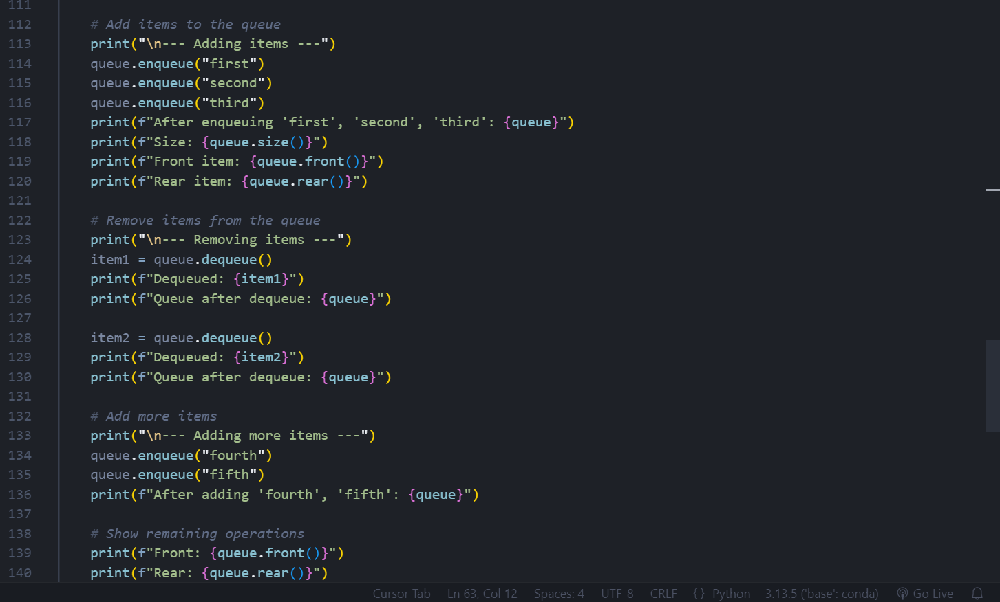 111
112 # Add items to the queue
113 print("\n--- Adding items ---")
114 queue.enqueue("first")
115 queue.enqueue("second")
116 queue.enqueue("third")
117 print(f"After enqueuing 'first', 'second', 'third': {queue}")
118 print(f"Size: {queue.size()}")
119 print(f"Front item: {queue.front()}")
120 print(f"Rear item: {queue.rear()}")
121
122 # Remove items from the queue
123 print("\n--- Removing items ---")
124 item1 = queue.dequeue()
125 print(f"Dequeued: {item1}")
126 print(f"Queue after dequeue: {queue}")
127
128 item2 = queue.dequeue()
129 print(f"Dequeued: {item2}")
130 print(f"Queue after dequeue: {queue}")
131
132 # Add more items
133 print("\n--- Adding more items ---")
134 queue.enqueue("fourth")
135 queue.enqueue("fifth")
136 print(f"After adding 'fourth', 'fifth': {queue}")
137
138 # Show remaining operations
139 print(f"Front: {queue.front()}")
140 print(f"Rear: {queue.rear()}")
Cursor Tab Ln 63, Col 12 Spaces: 4 UTF-8 CRLF {} Python 3.13.5 ('base': conda) Go Live